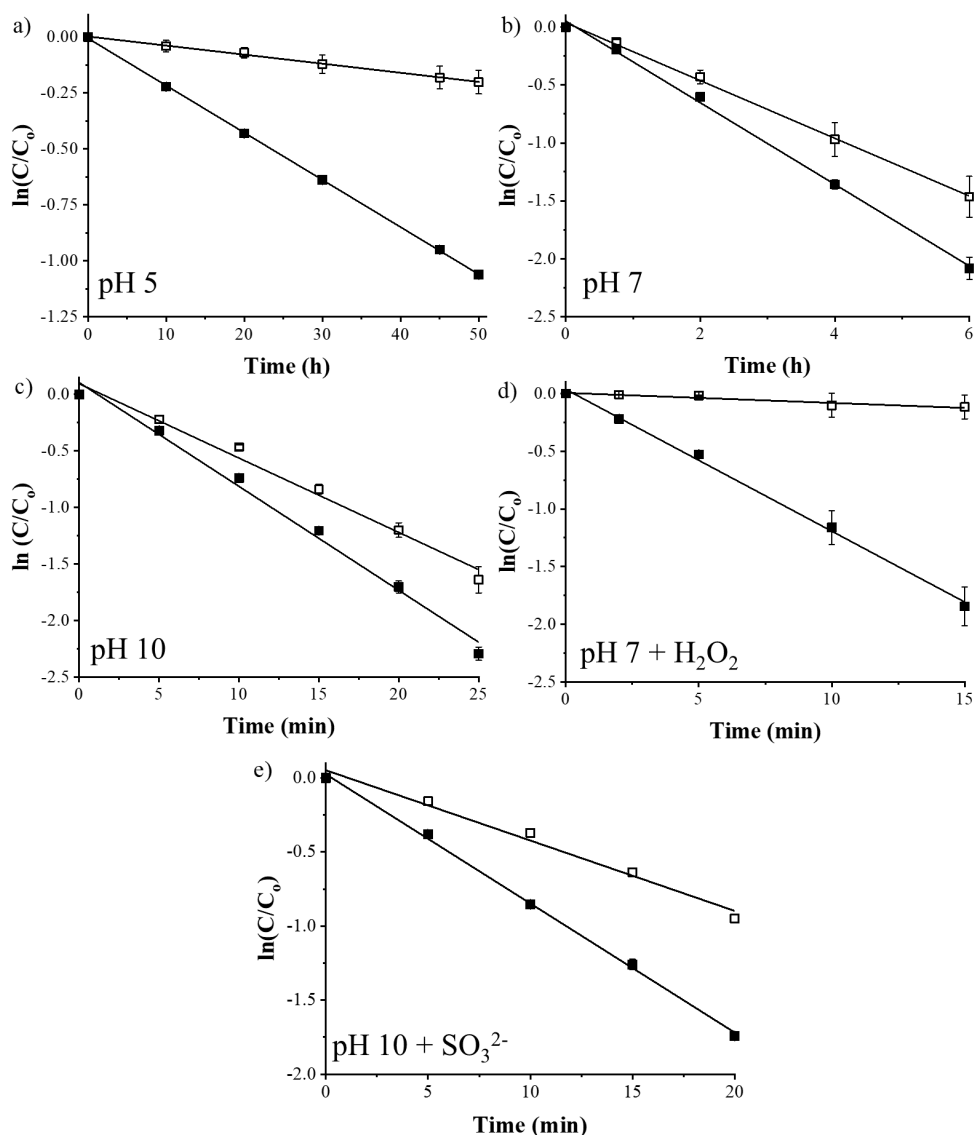 a)
0.00
-0.25
-0.50
-0.75
-1.00
-1.25
ln(C/Co)
pH 5
0 10 20 30 40 50
Time (h)
b)
0.0
-0.5
-1.0
-1.5
-2.0
-2.5
ln(C/Co)
pH 7
0 2 4 6
Time (h)
c)
0.0
-0.5
-1.0
-1.5
-2.0
-2.5
ln (C/Co)
pH 10
0 5 10 15 20 25
Time (min)
d)
0.0
-0.5
-1.0
-1.5
-2.0
-2.5
ln(C/Co)
pH 7 + H₂O₂
0 5 10 15
Time (min)
e)
0.0
-0.5
-1.0
-1.5
-2.0
ln(C/Co)
pH 10 + SO₃²⁻
0 5 10 15 20
Time (min)